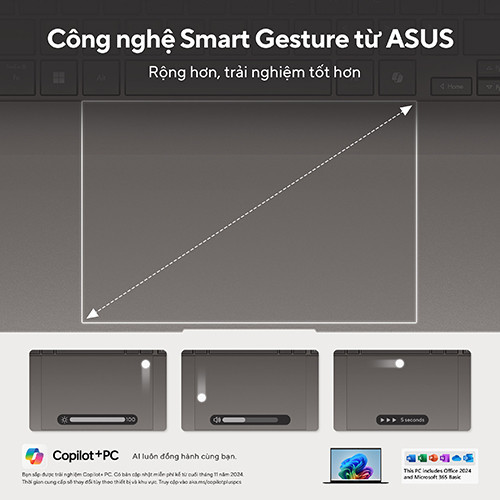 Công nghệ Smart Gesture từ ASUS
Rộng hơn, trải nghiệm tốt hơn
Home
100
5 seconds
Copilot+PC
AI luôn đồng hành cùng bạn.
This PC includes Office 2024
and Microsoft 365 Basic
Bạn sắp được trải nghiệm Copilot+ PC. Có bản cập nhật miễn phí kể từ cuối tháng 11 năm 2024.
Thời gian cung cấp sẽ thay đổi tùy theo thiết bị và khu vực. Truy cập vào aka.ms/copilotpluspcs